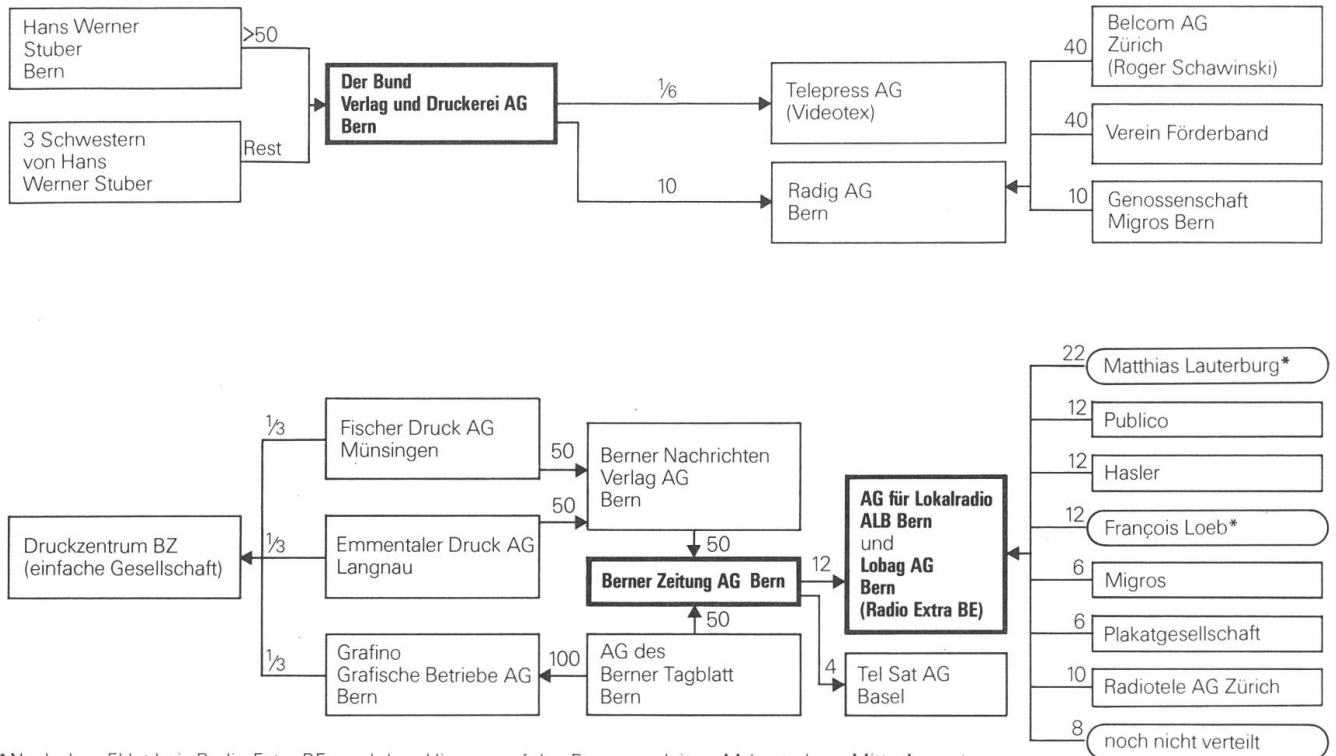 Hans Werner
Stuber
Bern
>50
3 Schwestern
von Hans
Werner Stuber
Rest
Der Bund
Verlag und Druckerei AG
Bern
1/6
10
Telepress AG
(Videotex)
Radig AG
Bern
40
Belcom AG
Zürich
(Roger Schawinski)
40
Verein Förderband
10
Genossenschaft
Migros Bern
Druckzentrum BZ
(einfache Gesellschaft)
1/3
1/3
1/3
Fischer Druck AG
Münsingen
50
Emmentaler Druck AG
Langnau
50
Grafino
Grafische Betriebe AG
Bern
100
Berner Nachrichten
Verlag AG
Bern
50
Berner Zeitung AG Bern
50
AG des
Berner Tagblatt
Bern
12
4
AG für Lokalradio
ALB Bern
und
Lobag AG
Bern
(Radio Extra BE)
Tel Sat AG
Basel
22
Matthias Lauterburg*
12
Publico
12
Hasler
12
François Loeb*
6
Migros
6
Plakatgesellschaft
10
Radiotele AG Zürich
8
noch nicht verteilt